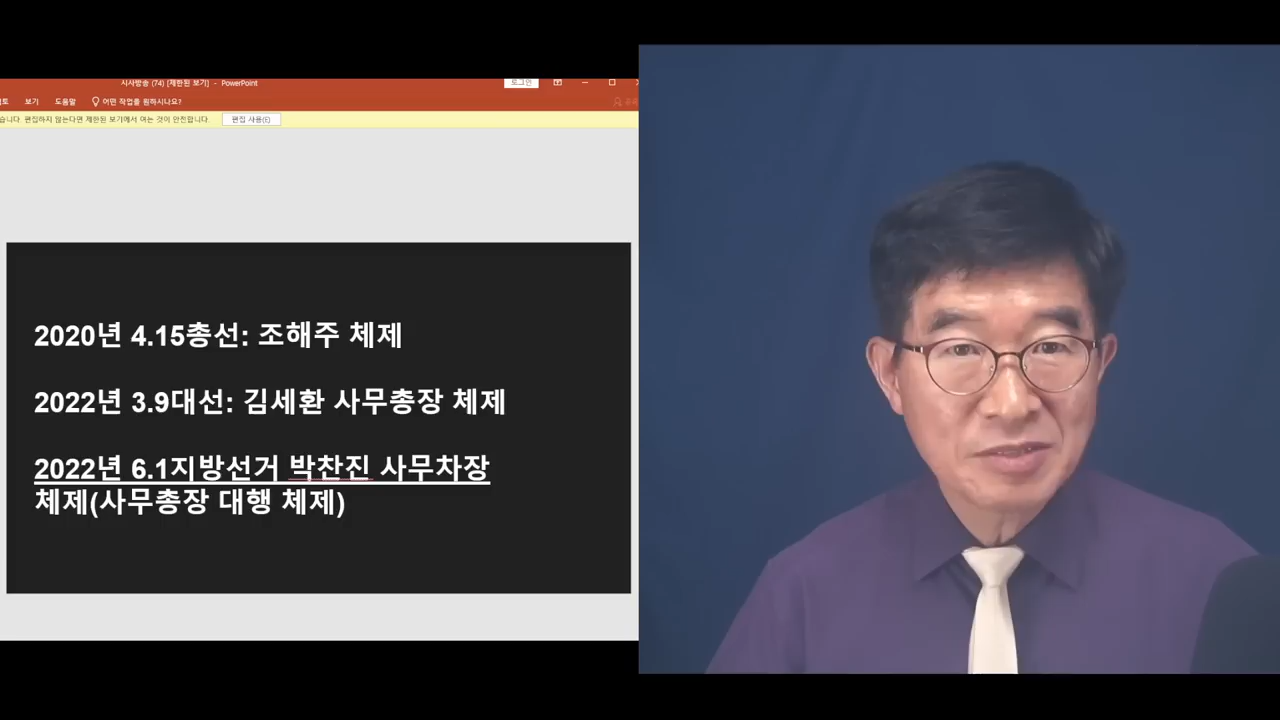 시사방송 (74) [제한된 보기] - PowerPoint
로그인
보기 도움말 어떤 작업을 원하시나요?
습니다. 편집하지 않는다면 제한된 보기에서 여는 것이 안전합니다. 편집 사용(E)
2020년 4.15총선: 조해주 체제
2022년 3.9대선: 김세환 사무총장 체제
2022년 6.1지방선거 박찬진 사무차장
체제(사무총장 대행 체제)